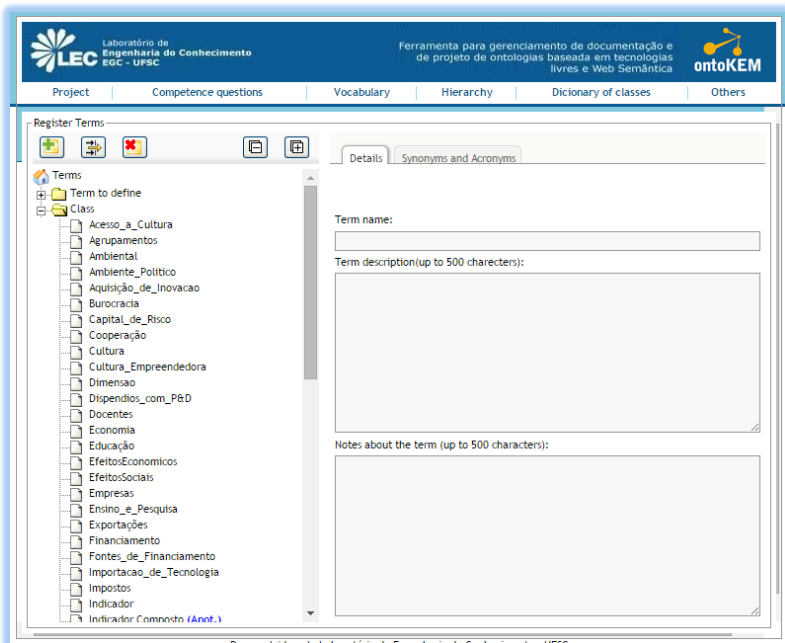 LEC
Laboratório de
Engenharia do Conhecimento
EGC - UFSC
Ferramenta para gerenciamento de documentação e
de projeto de ontologias baseada em tecnologias
livres e Web Semântica
ontoKEM
Project
Competence questions
Vocabulary
Hierarchy
Dicionary of classes
Others
Register Terms
Details
Synonyms and Acronyms
Terms
Term to define
Class
Acesso_a_Cultura
Agrupamentos
Ambiental
Ambiente_Politico
Aquisição_de_Inovacao
Burocracia
Capital_de_Risco
Cooperação
Cultura
Cultura_Empreendedora
Dimensao
Dispendios_com_P&D
Docentes
Economia
Educação
EfeitosEconomicos
EfeitosSociais
Empresas
Ensino_e_Pesquisa
Exportações
Financiamento
Fontes_de_Financiamento
Importacao_de_Tecnologia
Impostos
Indicador
Indicador Composto (Apot.)
Term name:
Term description(up to 500 charecters):
Notes about the term (up to 500 characters):